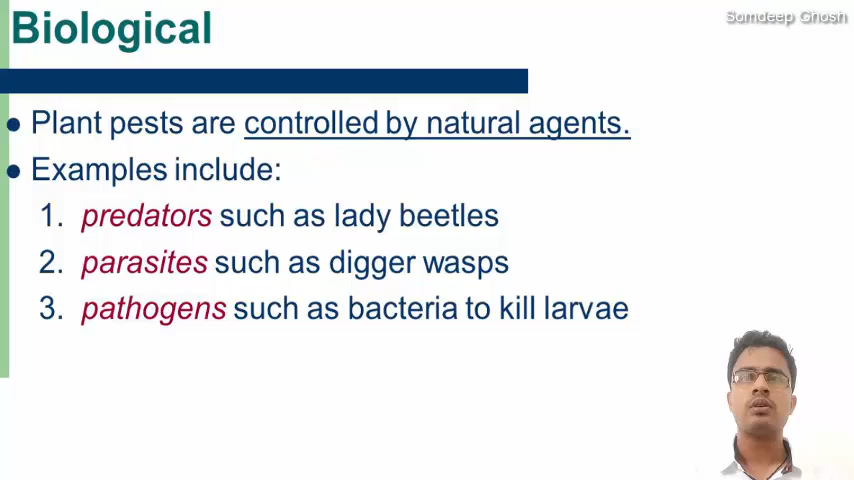 Somdeep Ghosh
Biological
● Plant pests are controlled by natural agents.
● Examples include:
1. predators such as lady beetles
2. parasites such as digger wasps
3. pathogens such as bacteria to kill larvae